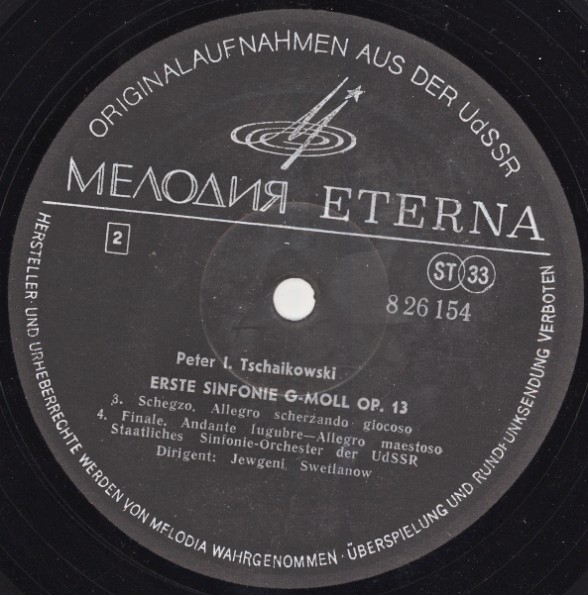 ORIGINALAUFNAHMEN AUS DER UdSSR
МЕЛОДИЯ ETERNA
2
ST 33
8 26 154
Peter I. Tschaikowski
ERSTE SINFONIE G-MOLL OP. 13
3. Schegzo. Allegro scherzando giocoso
4. Finale. Andante lugubre—Allegro maestoso
Staatliches Sinfonie-Orchester der UdSSR
Dirigent: Jewgeni Swetlanow
HERSTELLER- UND URHEBERRECHTE WERDEN VON MELODIA WAHRGENOMMEN · ÜBERSPIELUNG UND RUNDFUNKSENDUNG VERBOTEN